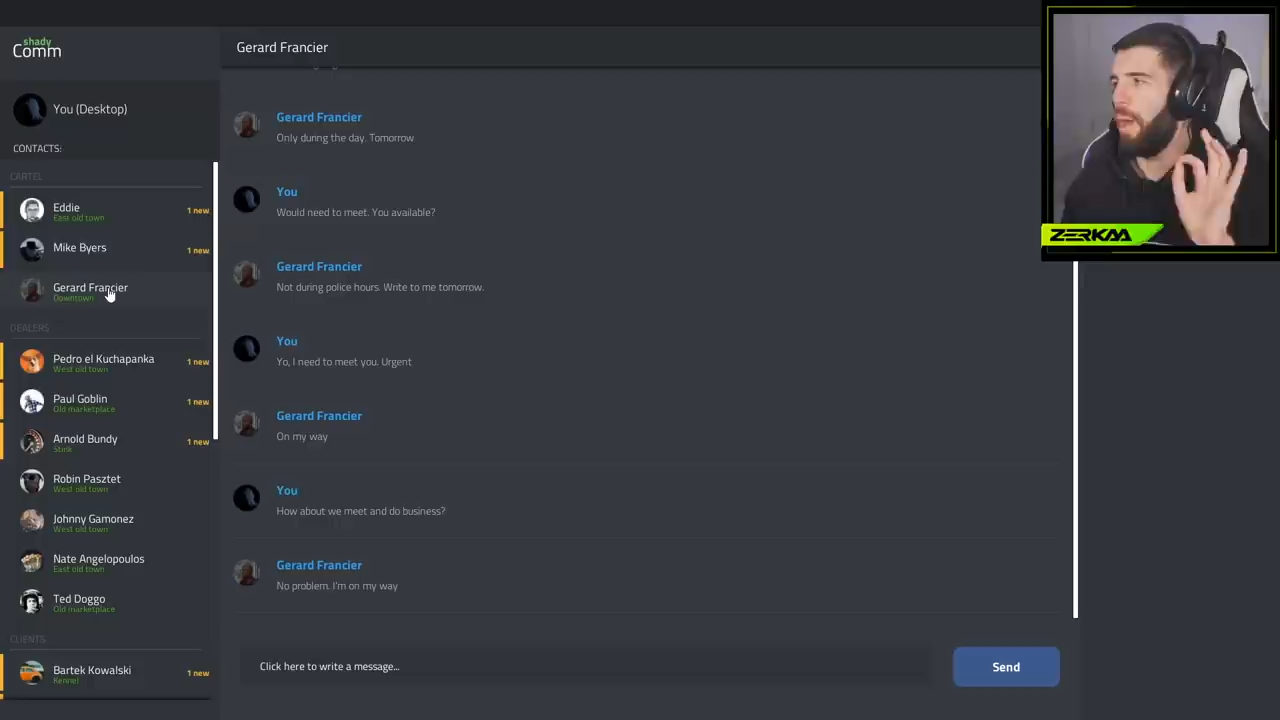 shady
Comm
Gerard Francier
You (Desktop)
CONTACTS:
CARTEL
Eddie
East old town
1 new
Mike Byers
1 new
Gerard Francier
Downtown
DEALERS
Pedro el Kuchapanka
West old town
1 new
Paul Goblin
Old marketplace
1 new
Arnold Bundy
Stink
1 new
Robin Pasztet
West old town
Johnny Gamonez
West old town
Nate Angelopoulos
East old town
Ted Doggo
Old marketplace
CLIENTS
Bartek Kowalski
Kennel
1 new
Gerard Francier
Only during the day. Tomorrow
You
Would need to meet. You available?
Gerard Francier
Not during police hours. Write to me tomorrow.
You
Yo, I need to meet you. Urgent
Gerard Francier
On my way
You
How about we meet and do business?
Gerard Francier
No problem. I'm on my way
Click here to write a message...
Send
ZERKAA